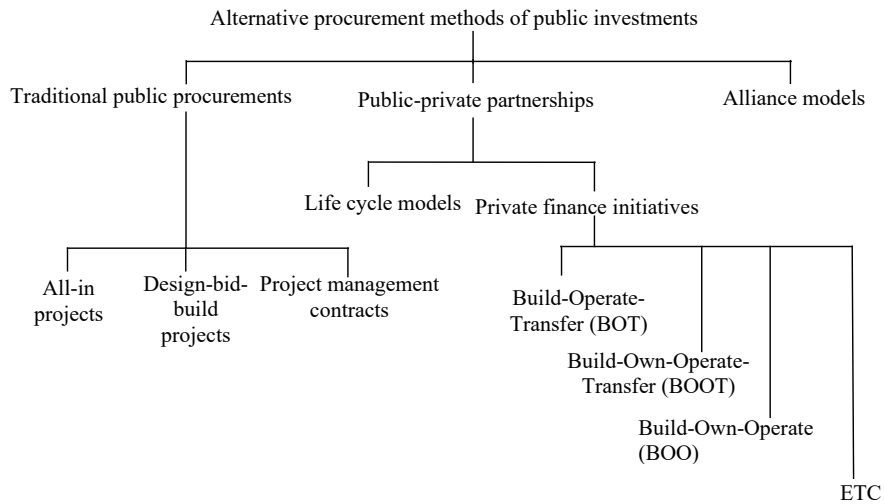 Alternative procurement methods of public investments
Traditional public procurements
Public-private partnerships
Alliance models
Life cycle models
Private finance initiatives
All-in
projects
Design-bid-
build
projects
Project management
contracts
Build-Operate-
Transfer (BOT)
Build-Own-Operate-
Transfer (BOOT)
Build-Own-Operate
(BOO)
ETC